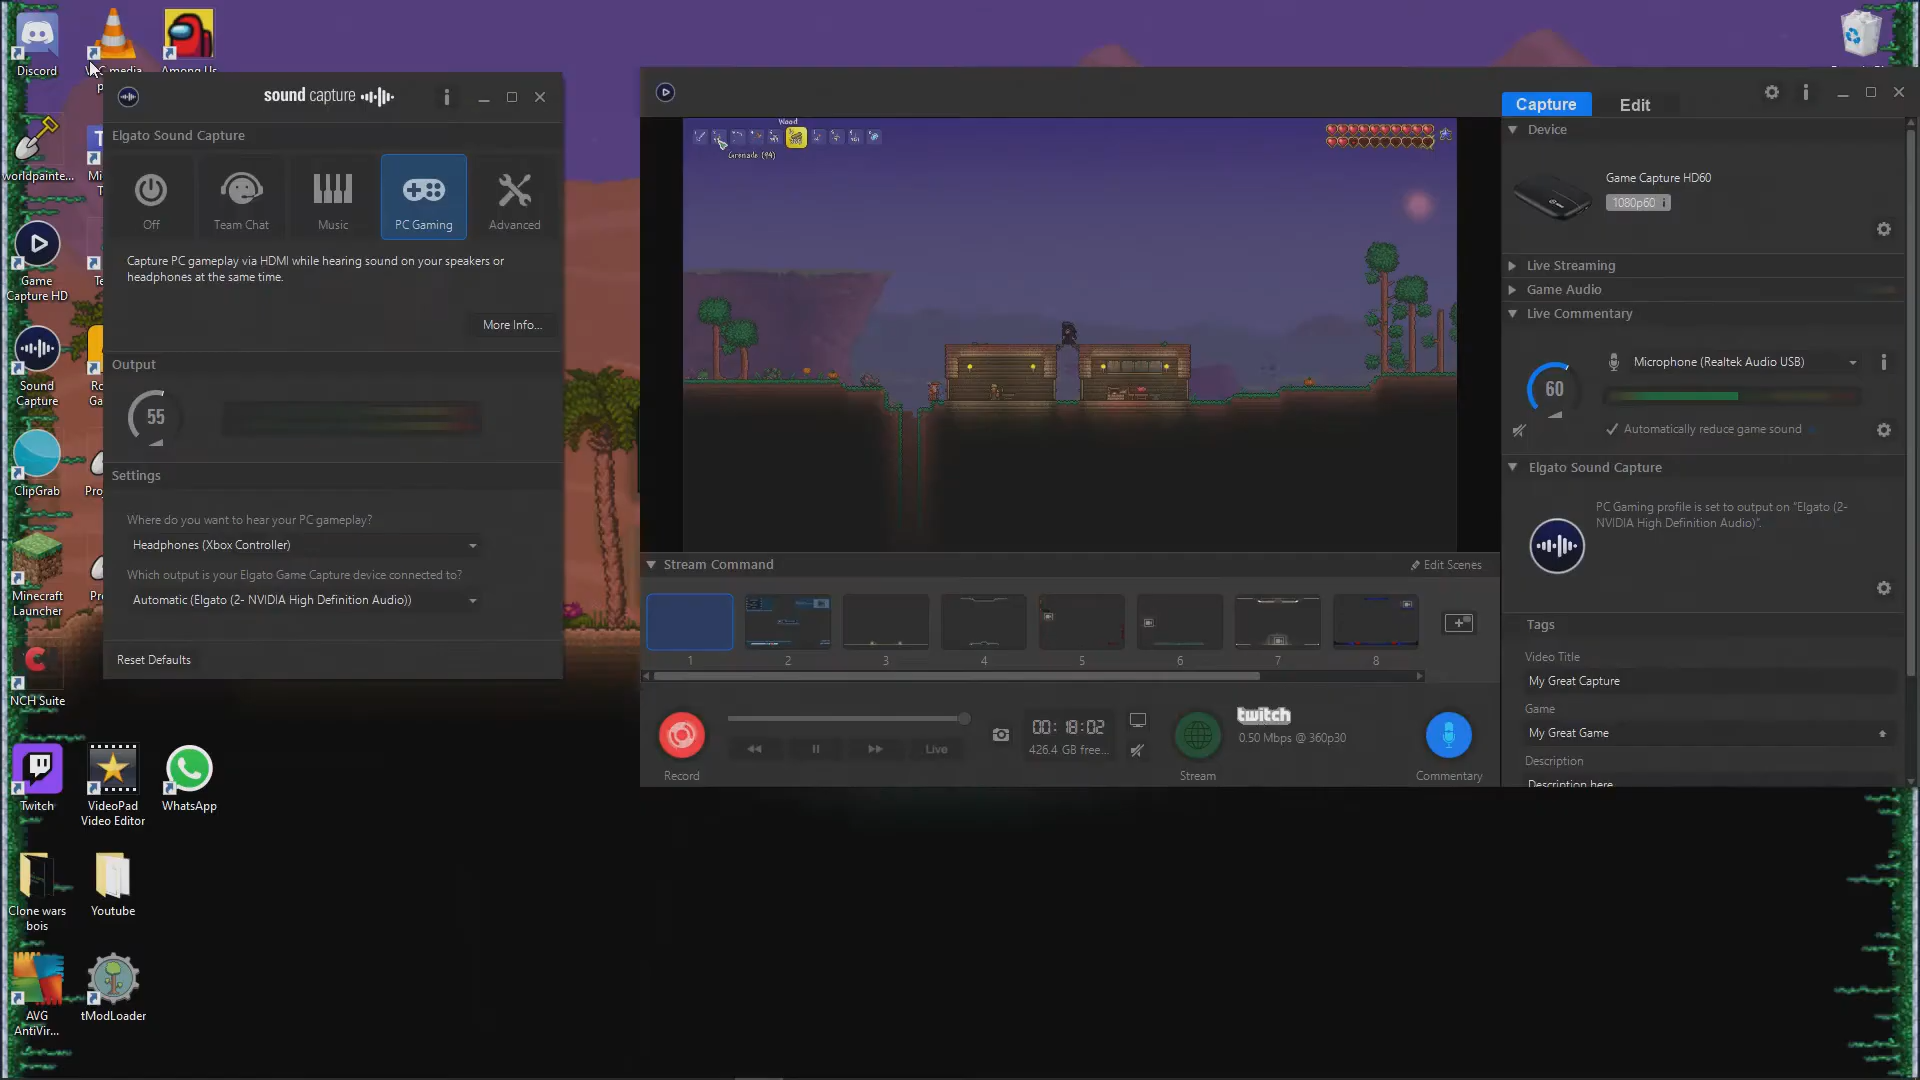 Discord
Among Us
worldpainte...
Game
Capture HD
Sound
Capture
ClipGrab
Minecraft
Launcher
NCH Suite
Twitch
VideoPad
Video Editor
WhatsApp
Clone wars
bois
Youtube
AVG
AntiVir...
tModLoader
sound capture
Elgato Sound Capture
Off
Team Chat
Music
PC Gaming
Advanced
Capture PC gameplay via HDMI while hearing sound on your speakers or
headphones at the same time.
More Info...
Output
55
Settings
Where do you want to hear your PC gameplay?
Headphones (Xbox Controller)
Which output is your Elgato Game Capture device connected to?
Automatic (Elgato (2- NVIDIA High Definition Audio))
Reset Defaults
Wood
Grenade (94)
Stream Command
Edit Scenes
1
2
3
4
5
6
7
8
Live
00:18:02
426.4 GB free...
twitch
0.50 Mbps @ 360p30
Record
Stream
Commentary
Capture
Edit
Device
Game Capture HD60
1080p60 i
Live Streaming
Game Audio
Live Commentary
Microphone (Realtek Audio USB)
60
Automatically reduce game sound
Elgato Sound Capture
PC Gaming profile is set to output on "Elgato (2-
NVIDIA High Definition Audio)".
Tags
Video Title
My Great Capture
Game
My Great Game
Description
Description here